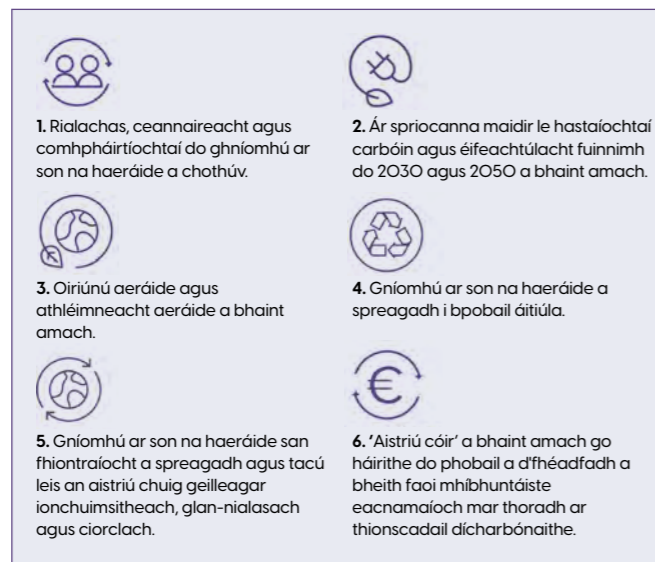 1. Rialachas, ceannaireacht agus
comhpháirtíochtaí do ghníomhú ar
son na haeráide a chothúv.
2. Ár spriocanna maidir le hastaíochtaí
carbóin agus éifeachtúlacht fuinnimh
do 2030 agus 2050 a bhaint amach.
3. Oiriúnú aeráide agus
athléimneacht aeráide a bhaint
amach.
4. Gníomhú ar son na haeráide a
spreagadh i bpobail áitiúla.
5. Gníomhú ar son na haeráide san
fhiontraíocht a spreagadh agus tacú
leis an aistriú chuig geilleagar
ionchuimsitheach, glan-nialasach
agus ciorclach.
6. ‘Aistriú cóir’ a bhaint amach go
háirithe do phobail a d'fhéadfadh a
bheith faoi mhíbhuntáiste
eacnamaíoch mar thoradh ar
thionscadail dícharbónaithe.